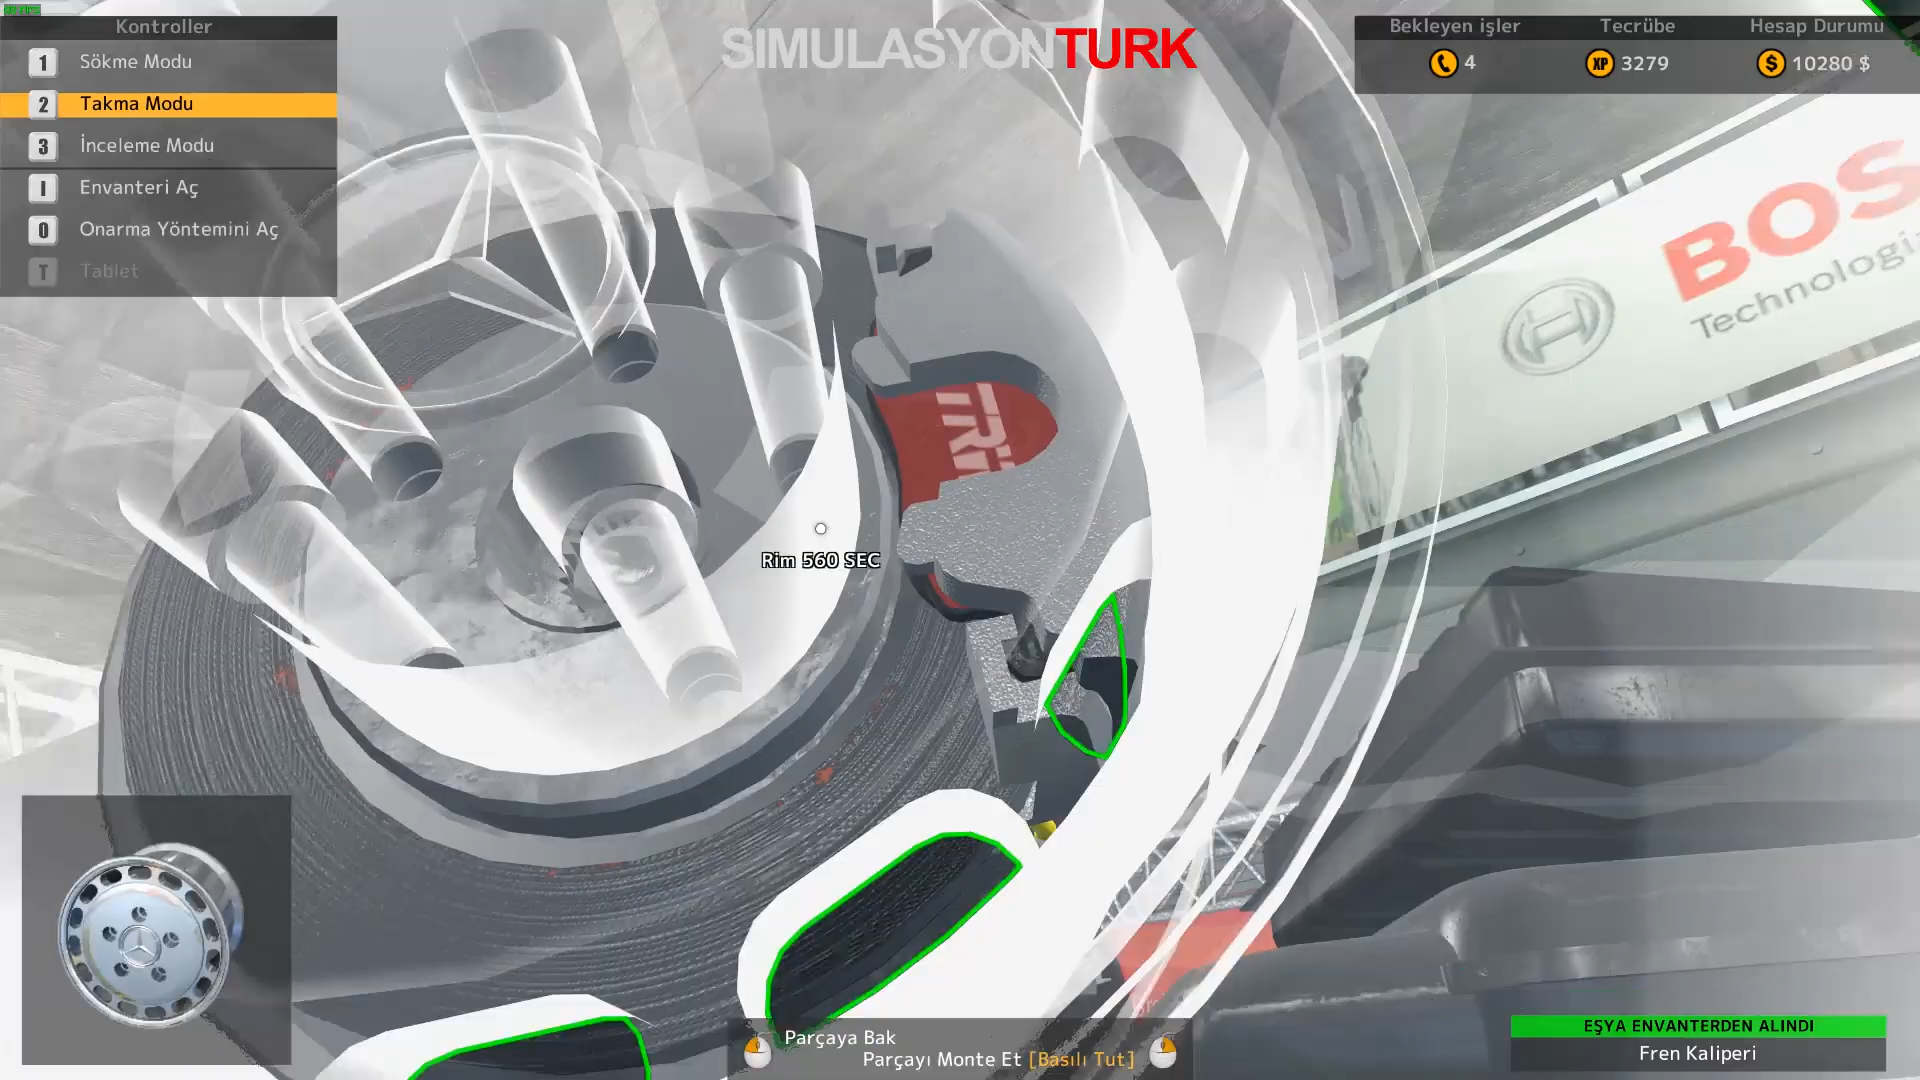 Kontroller
1 Sökme Modu
2 Takma Modu
3 İnceleme Modu
I Envanteri Aç
O Onarma Yöntemini Aç
T Tablet
SIMULASYONTURK
Bekleyen işler Tecrübe Hesap Durumu
4 XP 3279 $ 10280 $
BOS
Technologi
TRW
Rim 560 SEC
Parçaya Bak
Parçayı Monte Et [Basılı Tut]
EŞYA ENVANTERDEN ALINDI
Fren Kaliperi